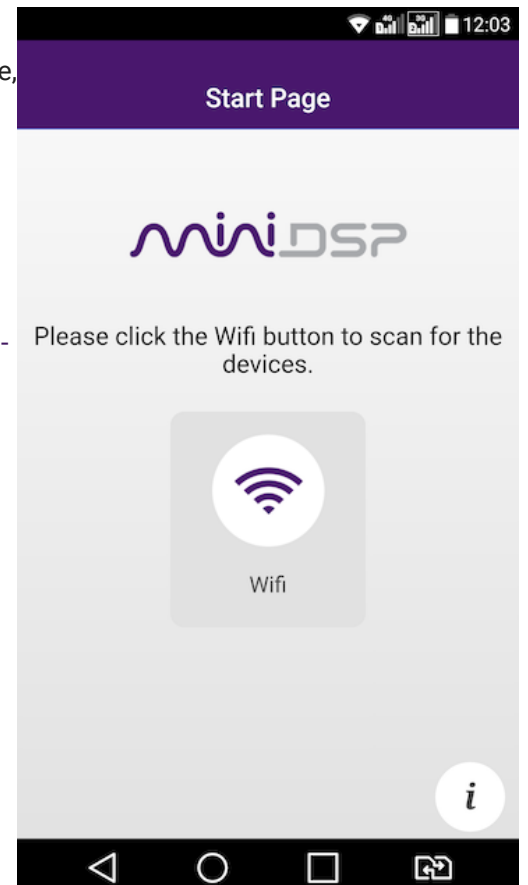 12:03
e,
Start Page
miniDSP
-
Please click the Wifi button to scan for the
devices.
Wifi
i